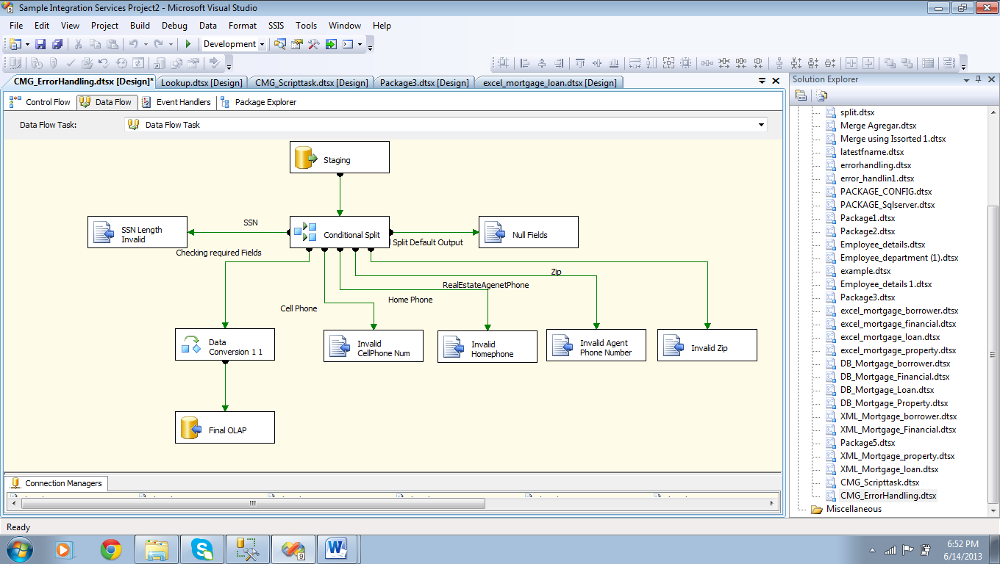 Sample Integration Services Project2 - Microsoft Visual Studio
File Edit View Project Build Debug Data Format SSIS Tools Window Help
Development
CMG_ErrorHandling.dtsx [Design]* Lookup.dtsx [Design] CMG_Scripttask.dtsx [Design] Package3.dtsx [Design] excel_mortgage_loan.dtsx [Design]
Control Flow Data Flow Event Handlers Package Explorer
Data Flow Task: Data Flow Task
Staging
SSN
SSN Length
Invalid
Conditional Split
Split Default Output
Null Fields
Checking required Fields
Zip
RealEstateAgenetPhone
Home Phone
Cell Phone
Data
Conversion 1 1
Invalid
CellPhone Num
Invalid
Homephone
Invalid Agent
Phone Number
Invalid Zip
Final OLAP
Connection Managers
Solution Explorer
split.dtsx
Merge Agregar.dtsx
Merge using Issorted 1.dtsx
latestfname.dtsx
errorhandling.dtsx
error_handlin1.dtsx
PACKAGE_CONFIG.dtsx
PACKAGE_Sqlserver.dtsx
Package1.dtsx
Package2.dtsx
Employee_details.dtsx
Employee_department (1).dtsx
example.dtsx
Employee_details 1.dtsx
Package3.dtsx
excel_mortgage_borrower.dtsx
excel_mortgage_financial.dtsx
excel_mortgage_loan.dtsx
excel_mortgage_property.dtsx
DB_Mortgage_borrower.dtsx
DB_Mortgage_Financial.dtsx
DB_Mortgage_Loan.dtsx
DB_Mortgage_Property.dtsx
XML_Mortgage_borrower.dtsx
XML_Mortgage_Financial.dtsx
Package5.dtsx
XML_Mortgage_property.dtsx
XML_Mortgage_loan.dtsx
CMG_Scripttask.dtsx
CMG_ErrorHandling.dtsx
Miscellaneous
Ready
6:52 PM
6/14/2013